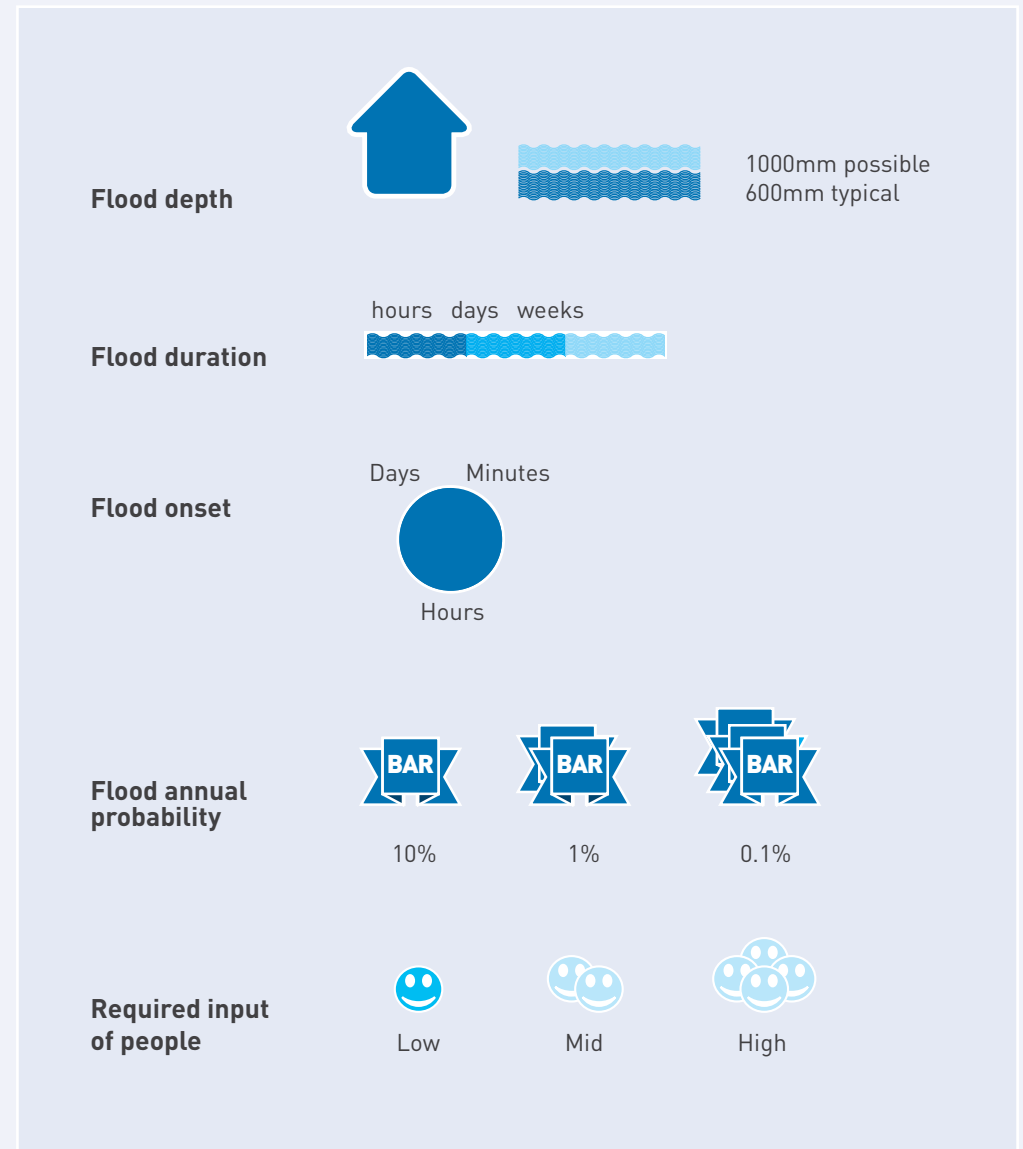 1000mm possible
Flood depth
600mm typical
hours days weeks
Flood duration
Days Minutes
Flood onset
Hours
BAR BAR BAR
Flood annual
probability
10% 1% 0.1%
Required input
of people
Low Mid High